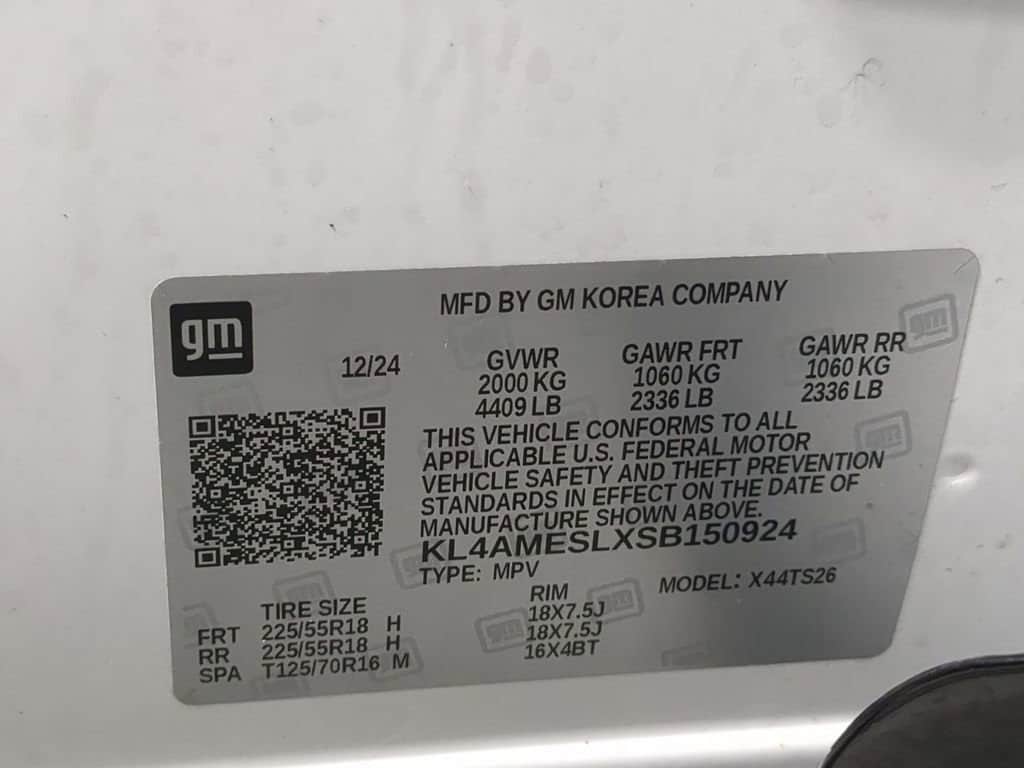 gm
MFD BY GM KOREA COMPANY
12/24
GVWR GAWR FRT GAWR RR
2000 KG 1060 KG 1060 KG
4409 LB 2336 LB 2336 LB
THIS VEHICLE CONFORMS TO ALL
APPLICABLE U.S. FEDERAL MOTOR
VEHICLE SAFETY AND THEFT PREVENTION
STANDARDS IN EFFECT ON THE DATE OF
MANUFACTURE SHOWN ABOVE.
KL4AMESLXSB150924
TYPE: MPV MODEL: X44TS26
TIRE SIZE RIM
FRT 225/55R18 H 18X7.5J
RR 225/55R18 H 18X7.5J
SPA T125/70R16 M 16X4BT